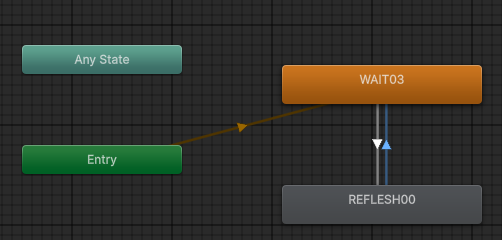 Any State
WAIT03
Entry
REFLESH00